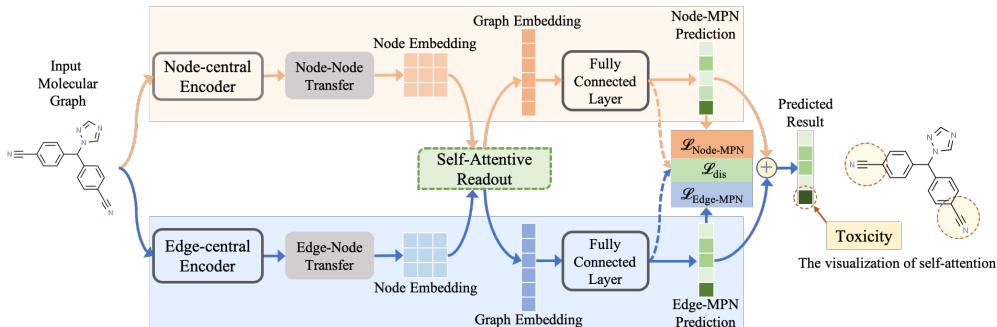 Input
Molecular
Graph
N
N
N
N
N
Node-central
Encoder
Node-Node
Transfer
Node Embedding
Graph Embedding
Fully
Connected
Layer
Node-MPN
Prediction
Self-Attentive
Readout
ℒNode-MPN
ℒdis
ℒEdge-MPN
+
Predicted
Result
Toxicity
N
N
N
N
N
The visualization of self-attention
Edge-central
Encoder
Edge-Node
Transfer
Node Embedding
Graph Embedding
Fully
Connected
Layer
Edge-MPN
Prediction